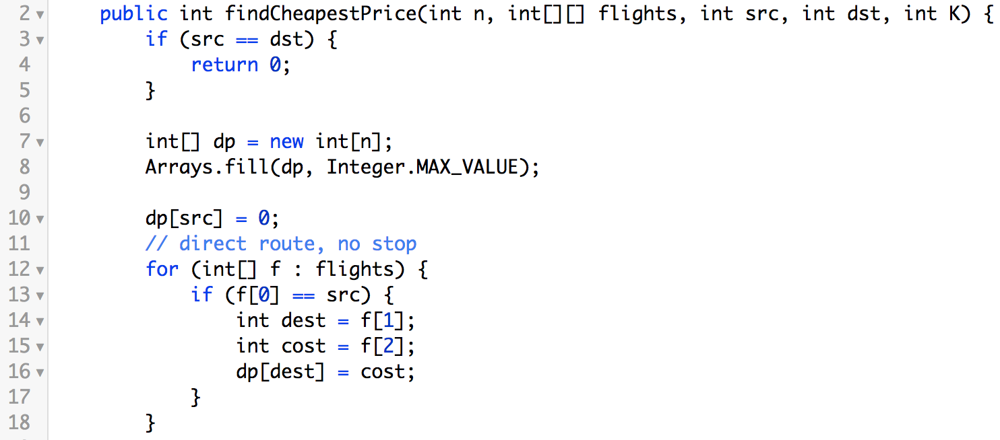 2 public int findCheapestPrice(int n, int[][] flights, int src, int dst, int K) {
3 if (src == dst) {
4 return 0;
5 }
6
7 int[] dp = new int[n];
8 Arrays.fill(dp, Integer.MAX_VALUE);
9
10 dp[src] = 0;
11 // direct route, no stop
12 for (int[] f : flights) {
13 if (f[0] == src) {
14 int dest = f[1];
15 int cost = f[2];
16 dp[dest] = cost;
17 }
18 }